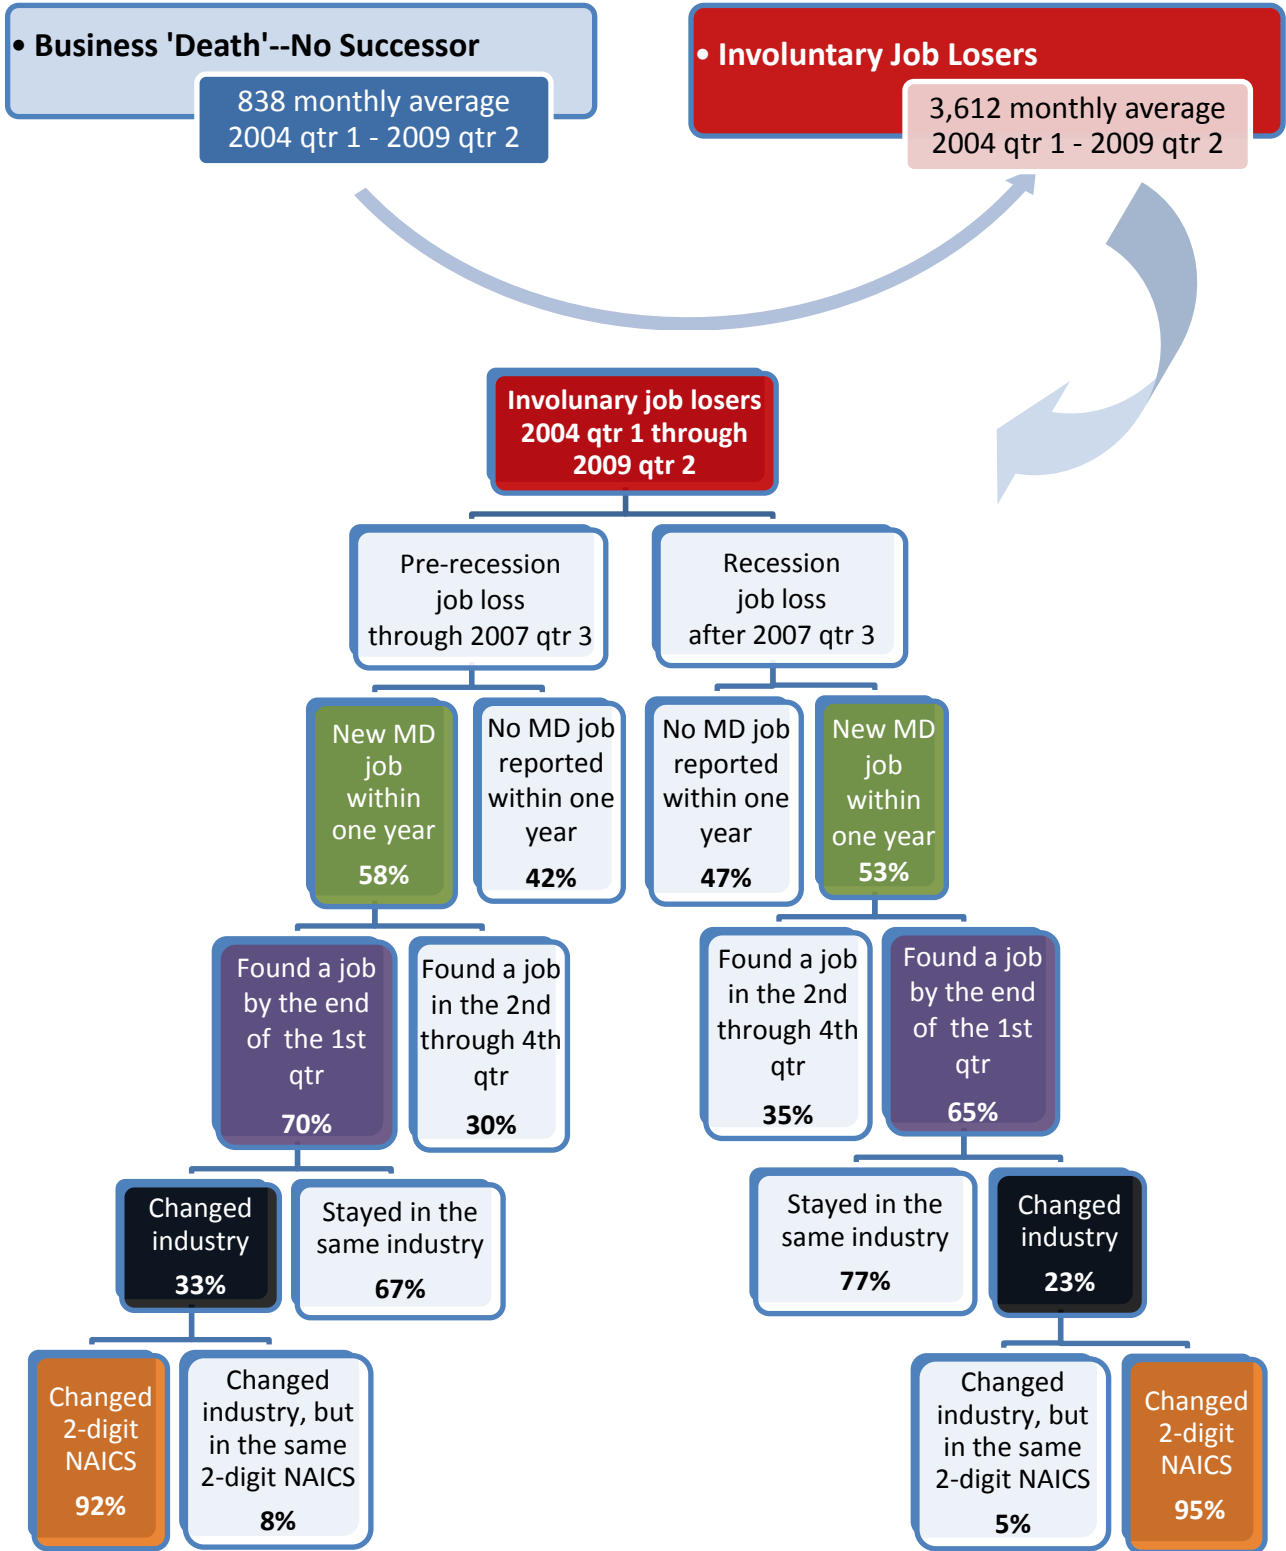 • Business 'Death'--No Successor
838 monthly average
2004 qtr 1 - 2009 qtr 2
• Involuntary Job Losers
3,612 monthly average
2004 qtr 1 - 2009 qtr 2
Involunary job losers
2004 qtr 1 through
2009 qtr 2
Pre-recession
job loss
through 2007 qtr 3
Recession
job loss
after 2007 qtr 3
New MD
job
within
one year
58%
No MD job
reported
within one
year
42%
No MD job
reported
within one
year
47%
New MD
job
within
one year
53%
Found a job
by the end
of the 1st
qtr
70%
Found a job
in the 2nd
through 4th
qtr
30%
Found a job
in the 2nd
through 4th
qtr
35%
Found a job
by the end
of the 1st
qtr
65%
Changed
industry
33%
Stayed in the
same industry
67%
Stayed in the
same industry
77%
Changed
industry
23%
Changed
2-digit
NAICS
92%
Changed
industry, but
in the same
2-digit NAICS
8%
Changed
industry, but
in the same
2-digit NAICS
5%
Changed
2-digit
NAICS
95%